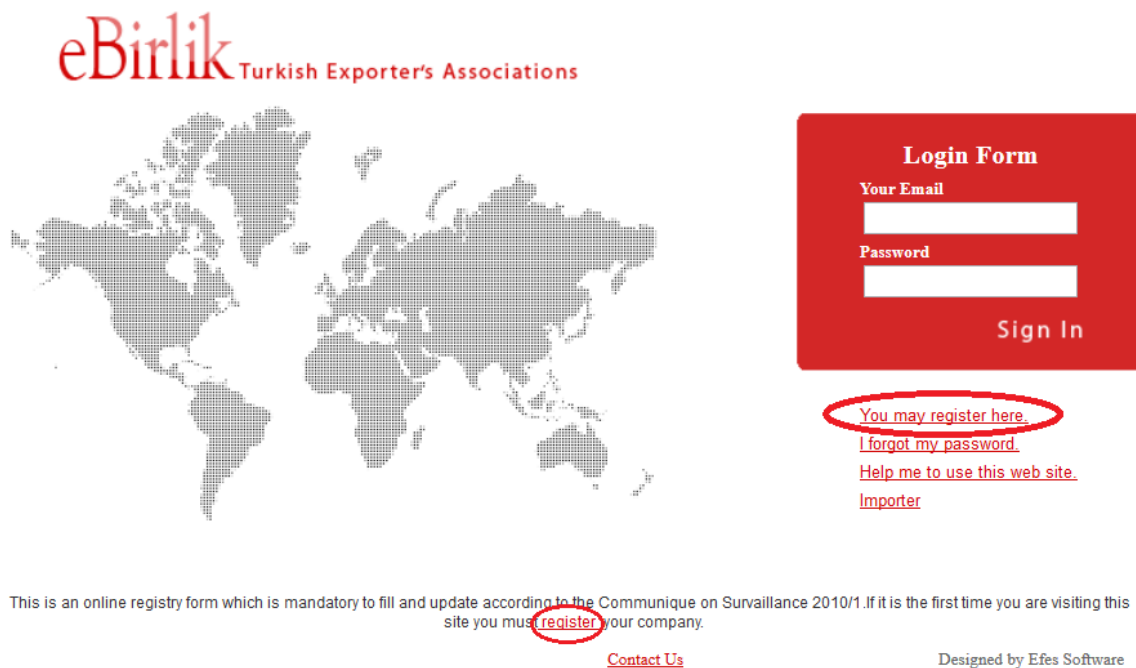 eBirlik Turkish Exporter's Associations
Login Form
Your Email
Password
Sign In
You may register here.
I forgot my password.
Help me to use this web site.
Importer
This is an online registry form which is mandatory to fill and update according to the Communique on Survaillance 2010/1.If it is the first time you are visiting this
site you must register your company.
Contact Us
Designed by Efes Software